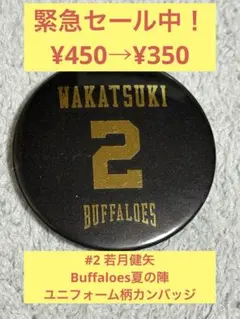 緊急セール中！
¥450→¥350
WAKATSUKI
2
BUFFALOES
#2 若月健矢
Buffaloes夏の陣
ユニフォーム柄カンバッジ